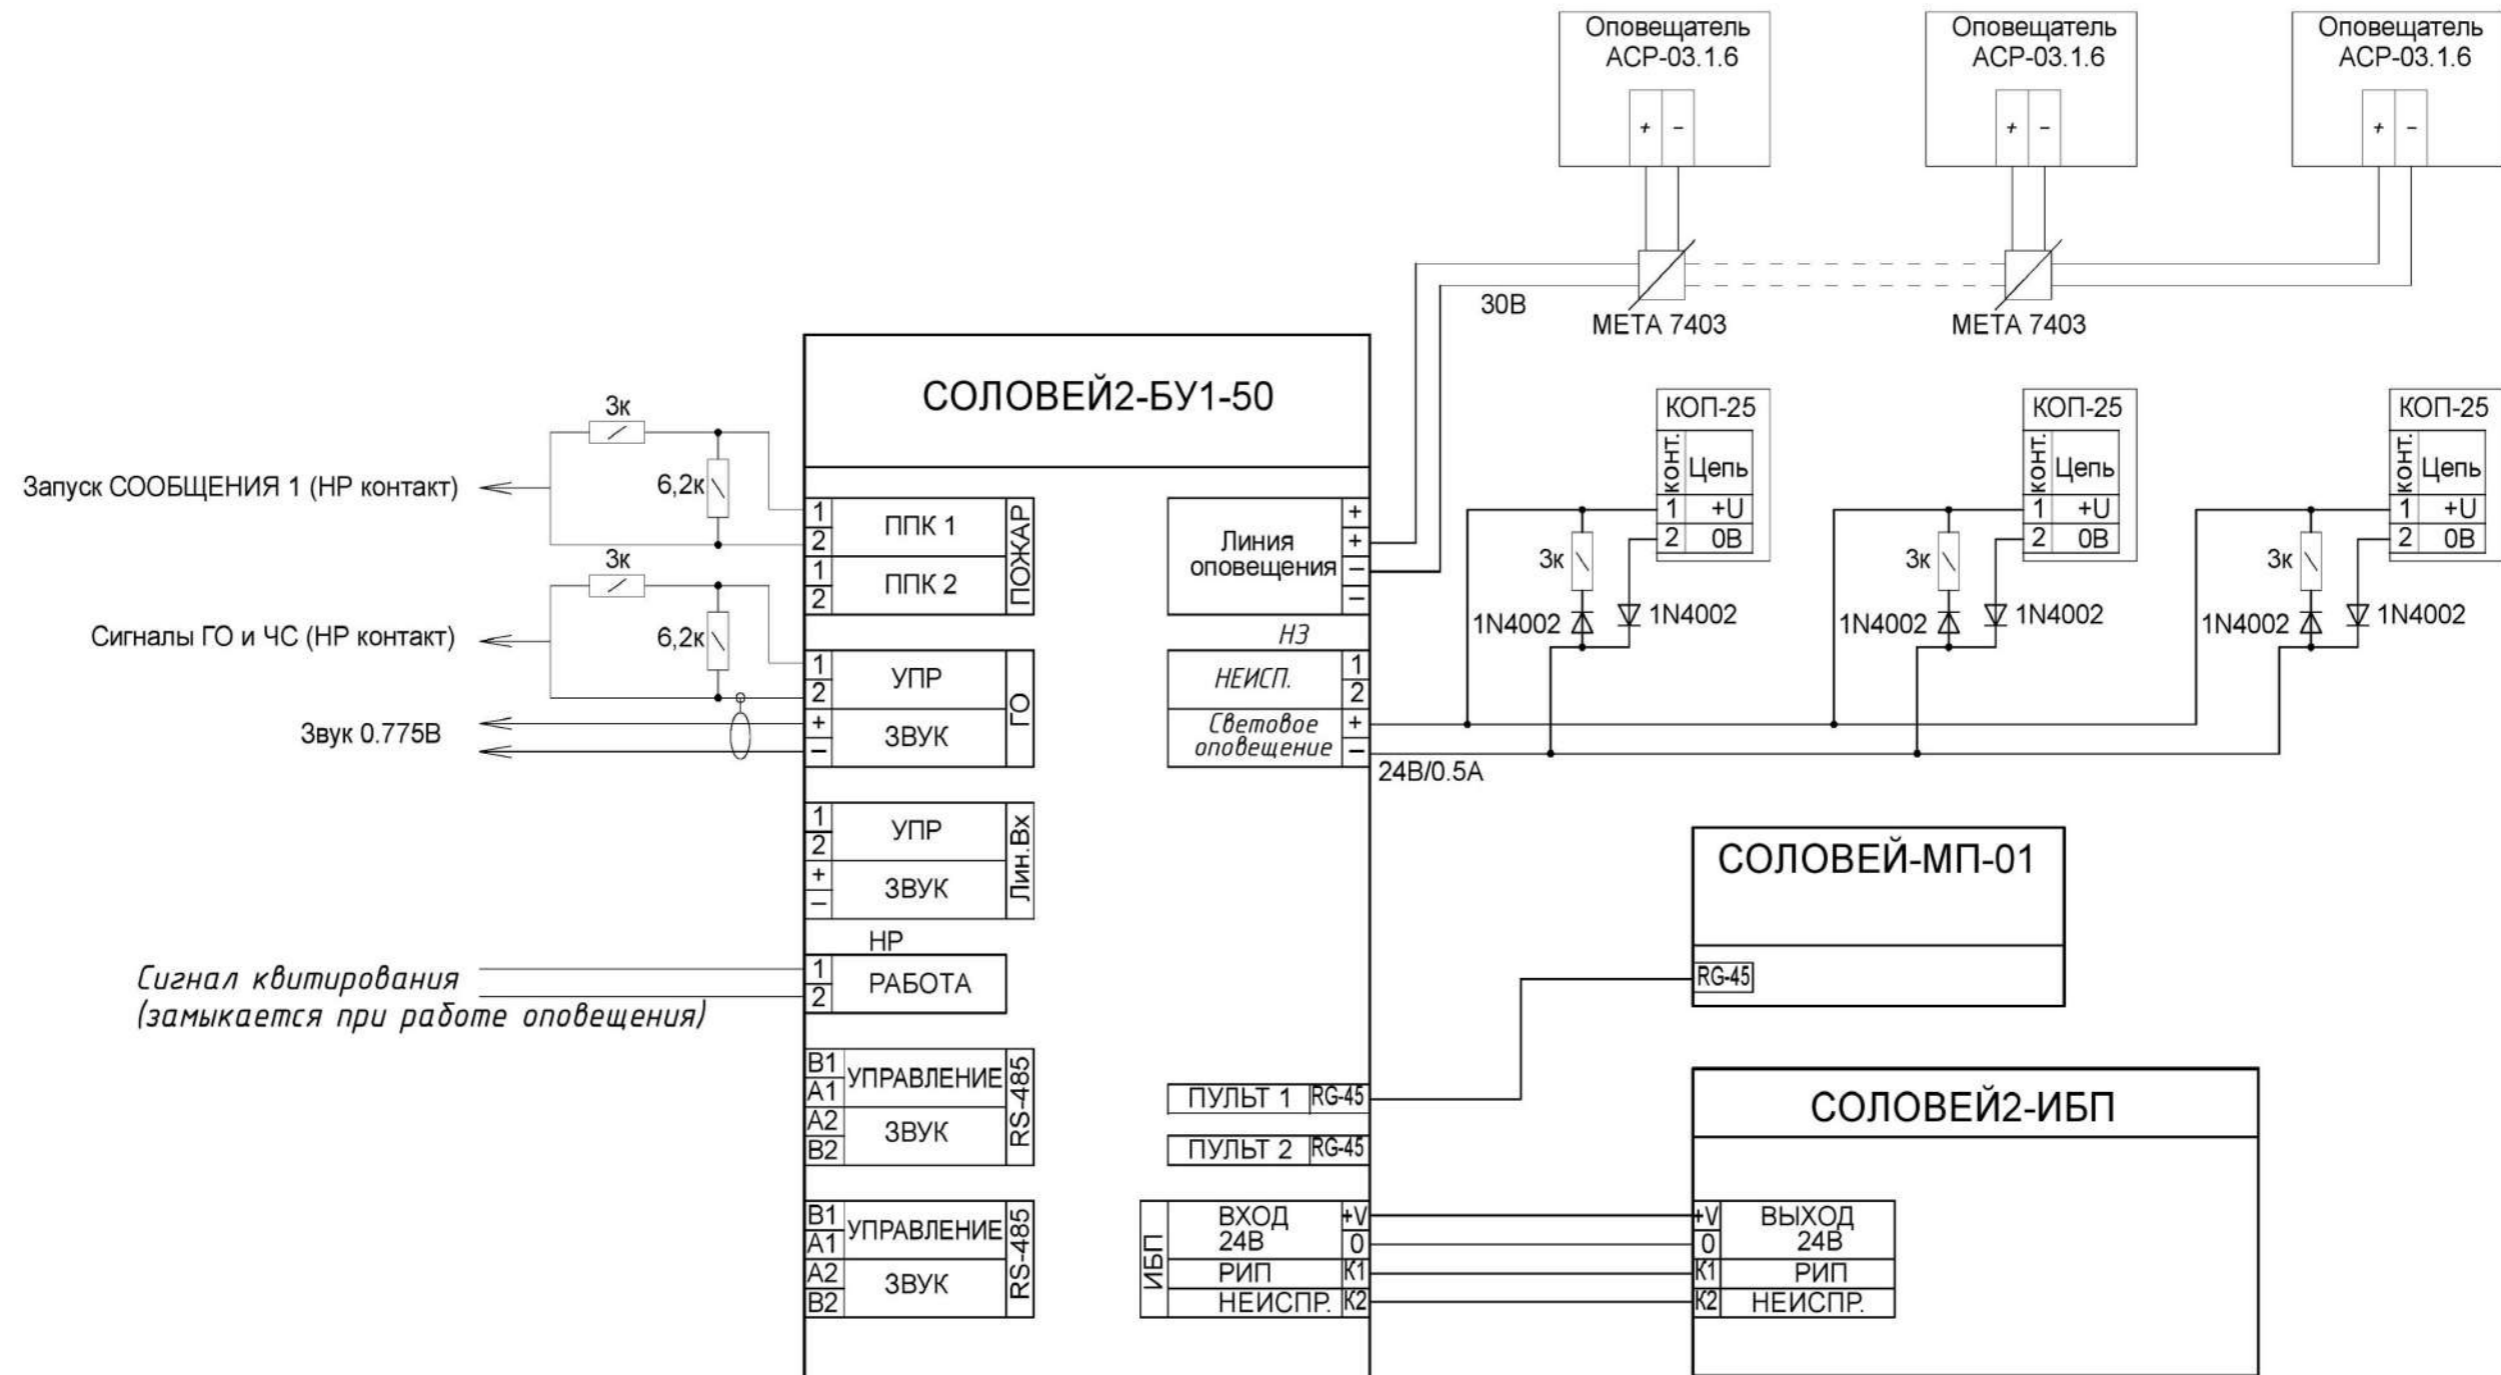 Оповещатель
АСР-03.1.6
+ −
Оповещатель
АСР-03.1.6
+ −
Оповещатель
АСР-03.1.6
+ −
30В
МЕТА 7403
МЕТА 7403
СОЛОВЕЙ2-БУ1-50
3к
6,2к
Запуск СООБЩЕНИЯ 1 (НР контакт)
1
2
ППК 1
1
2
ППК 2
ПОЖАР
3к
6,2к
Сигналы ГО и ЧС (НР контакт)
1
2
УПР
+
−
ЗВУК
ГО
Звук 0.775В
1
2
УПР
+
−
ЗВУК
Лин.Вх
НР
1
2
РАБОТА
Сигнал квитирования
(замыкается при работе оповещения)
B1
A1
УПРАВЛЕНИЕ
A2
B2
ЗВУК
RS-485
B1
A1
УПРАВЛЕНИЕ
A2
B2
ЗВУК
RS-485
Линия
оповещения
+
+
−
−
НЗ
НЕИСП.
1
2
Световое
оповещение
+
−
24В/0.5А
КОП-25
конт.
Цепь
1 +U
2 0В
3к
1N4002
1N4002
КОП-25
конт.
Цепь
1 +U
2 0В
3к
1N4002
1N4002
КОП-25
конт.
Цепь
1 +U
2 0В
3к
1N4002
1N4002
СОЛОВЕЙ-МП-01
RG-45
ПУЛЬТ 1 RG-45
ПУЛЬТ 2 RG-45
ИБП
ВХОД
24В
+V
0
РИП К1
НЕИСПР. К2
СОЛОВЕЙ2-ИБП
+V
0
ВЫХОД
24В
К1 РИП
К2 НЕИСПР.